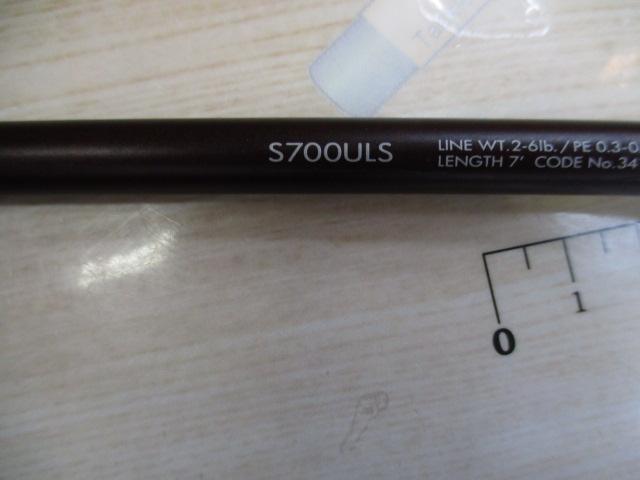 S700ULS
LINE WT.2-6lb./PE 0.3-0
LENGTH 7' CODE No.34
0
1